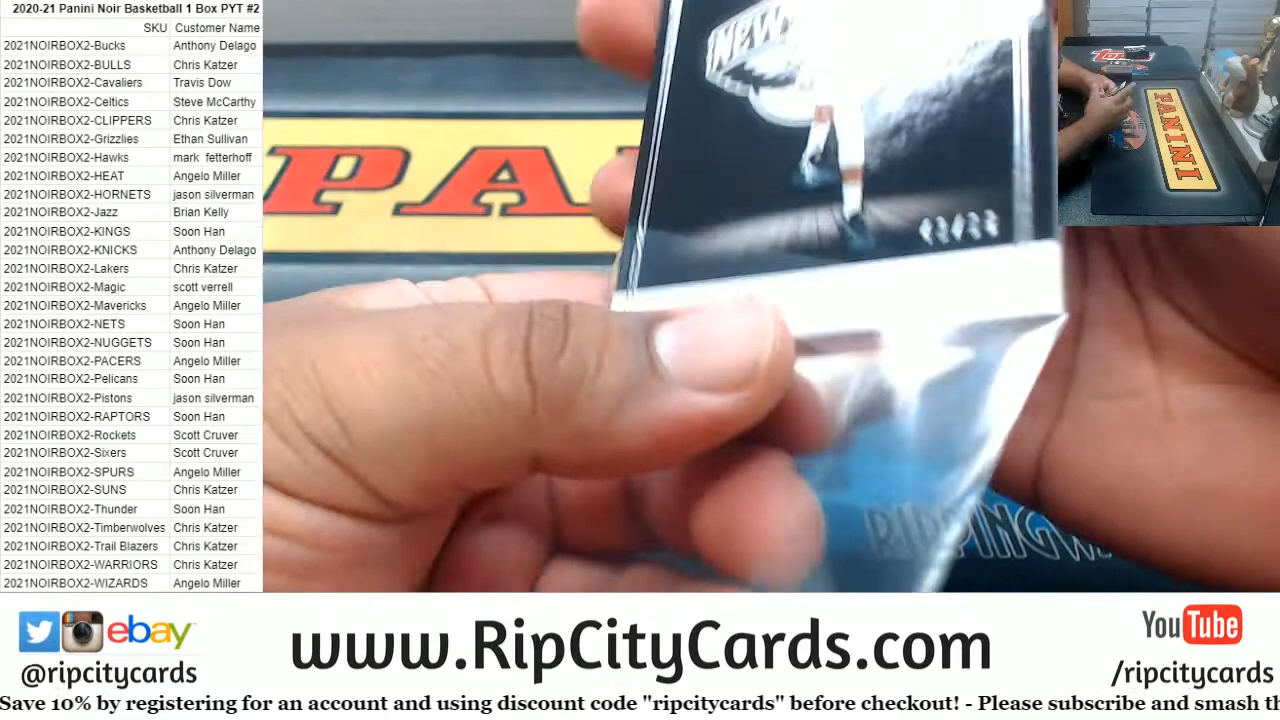 2020-21 Panini Noir Basketball 1 Box PYT #2
SKU Customer Name
2021NOIRBOX2-Bucks Anthony Delago
2021NOIRBOX2-BULLS Chris Katzer
2021NOIRBOX2-Cavaliers Travis Dow
2021NOIRBOX2-Celtics Steve McCarthy
2021NOIRBOX2-CLIPPERS Chris Katzer
2021NOIRBOX2-Grizzlies Ethan Sullivan
2021NOIRBOX2-Hawks mark fetterhoff
2021NOIRBOX2-HEAT Angelo Miller
2021NOIRBOX2-HORNETS jason silverman
2021NOIRBOX2-Jazz Brian Kelly
2021NOIRBOX2-KINGS Soon Han
2021NOIRBOX2-KNICKS Anthony Delago
2021NOIRBOX2-Lakers Chris Katzer
2021NOIRBOX2-Magic scott verrell
2021NOIRBOX2-Mavericks Angelo Miller
2021NOIRBOX2-NETS Soon Han
2021NOIRBOX2-NUGGETS Soon Han
2021NOIRBOX2-PACERS Angelo Miller
2021NOIRBOX2-Pelicans Soon Han
2021NOIRBOX2-Pistons jason silverman
2021NOIRBOX2-RAPTORS Soon Han
2021NOIRBOX2-Rockets Scott Cruver
2021NOIRBOX2-Sixers Scott Cruver
2021NOIRBOX2-SPURS Angelo Miller
2021NOIRBOX2-SUNS Chris Katzer
2021NOIRBOX2-Thunder Soon Han
2021NOIRBOX2-Timberwolves Chris Katzer
2021NOIRBOX2-Trail Blazers Chris Katzer
2021NOIRBOX2-WARRIORS Chris Katzer
2021NOIRBOX2-WIZARDS Angelo Miller
NEW
PA
RIPPINGW
Topps
PANINI
ebay
@ripcitycards
www.RipCityCards.com
YouTube
/ripcitycards
Save 10% by registering for an account and using discount code "ripcitycards" before checkout! - Please subscribe and smash th